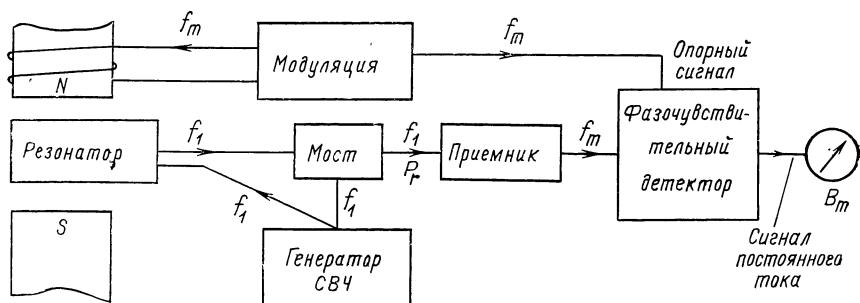 f_m
Модуляция
f_m
Опорный
сигнал
N
Резонатор
f_1
Мост
f_1
P_r
Приемник
f_m
Фазочувстви-
тельный
детектор
B_m
f_1
f_1
S
Генератор
СВЧ
Сигнал
постоянного
тока